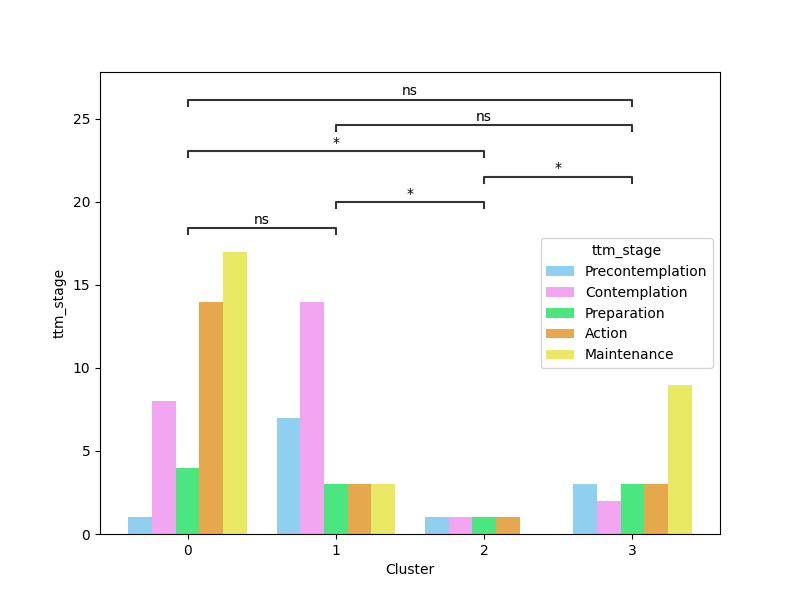 ns
ns
*
*
*
ns
ttm_stage
Precontemplation
Contemplation
Preparation
Action
Maintenance
ttm_stage
25
20
15
10
5
0
0 1 2 3
Cluster